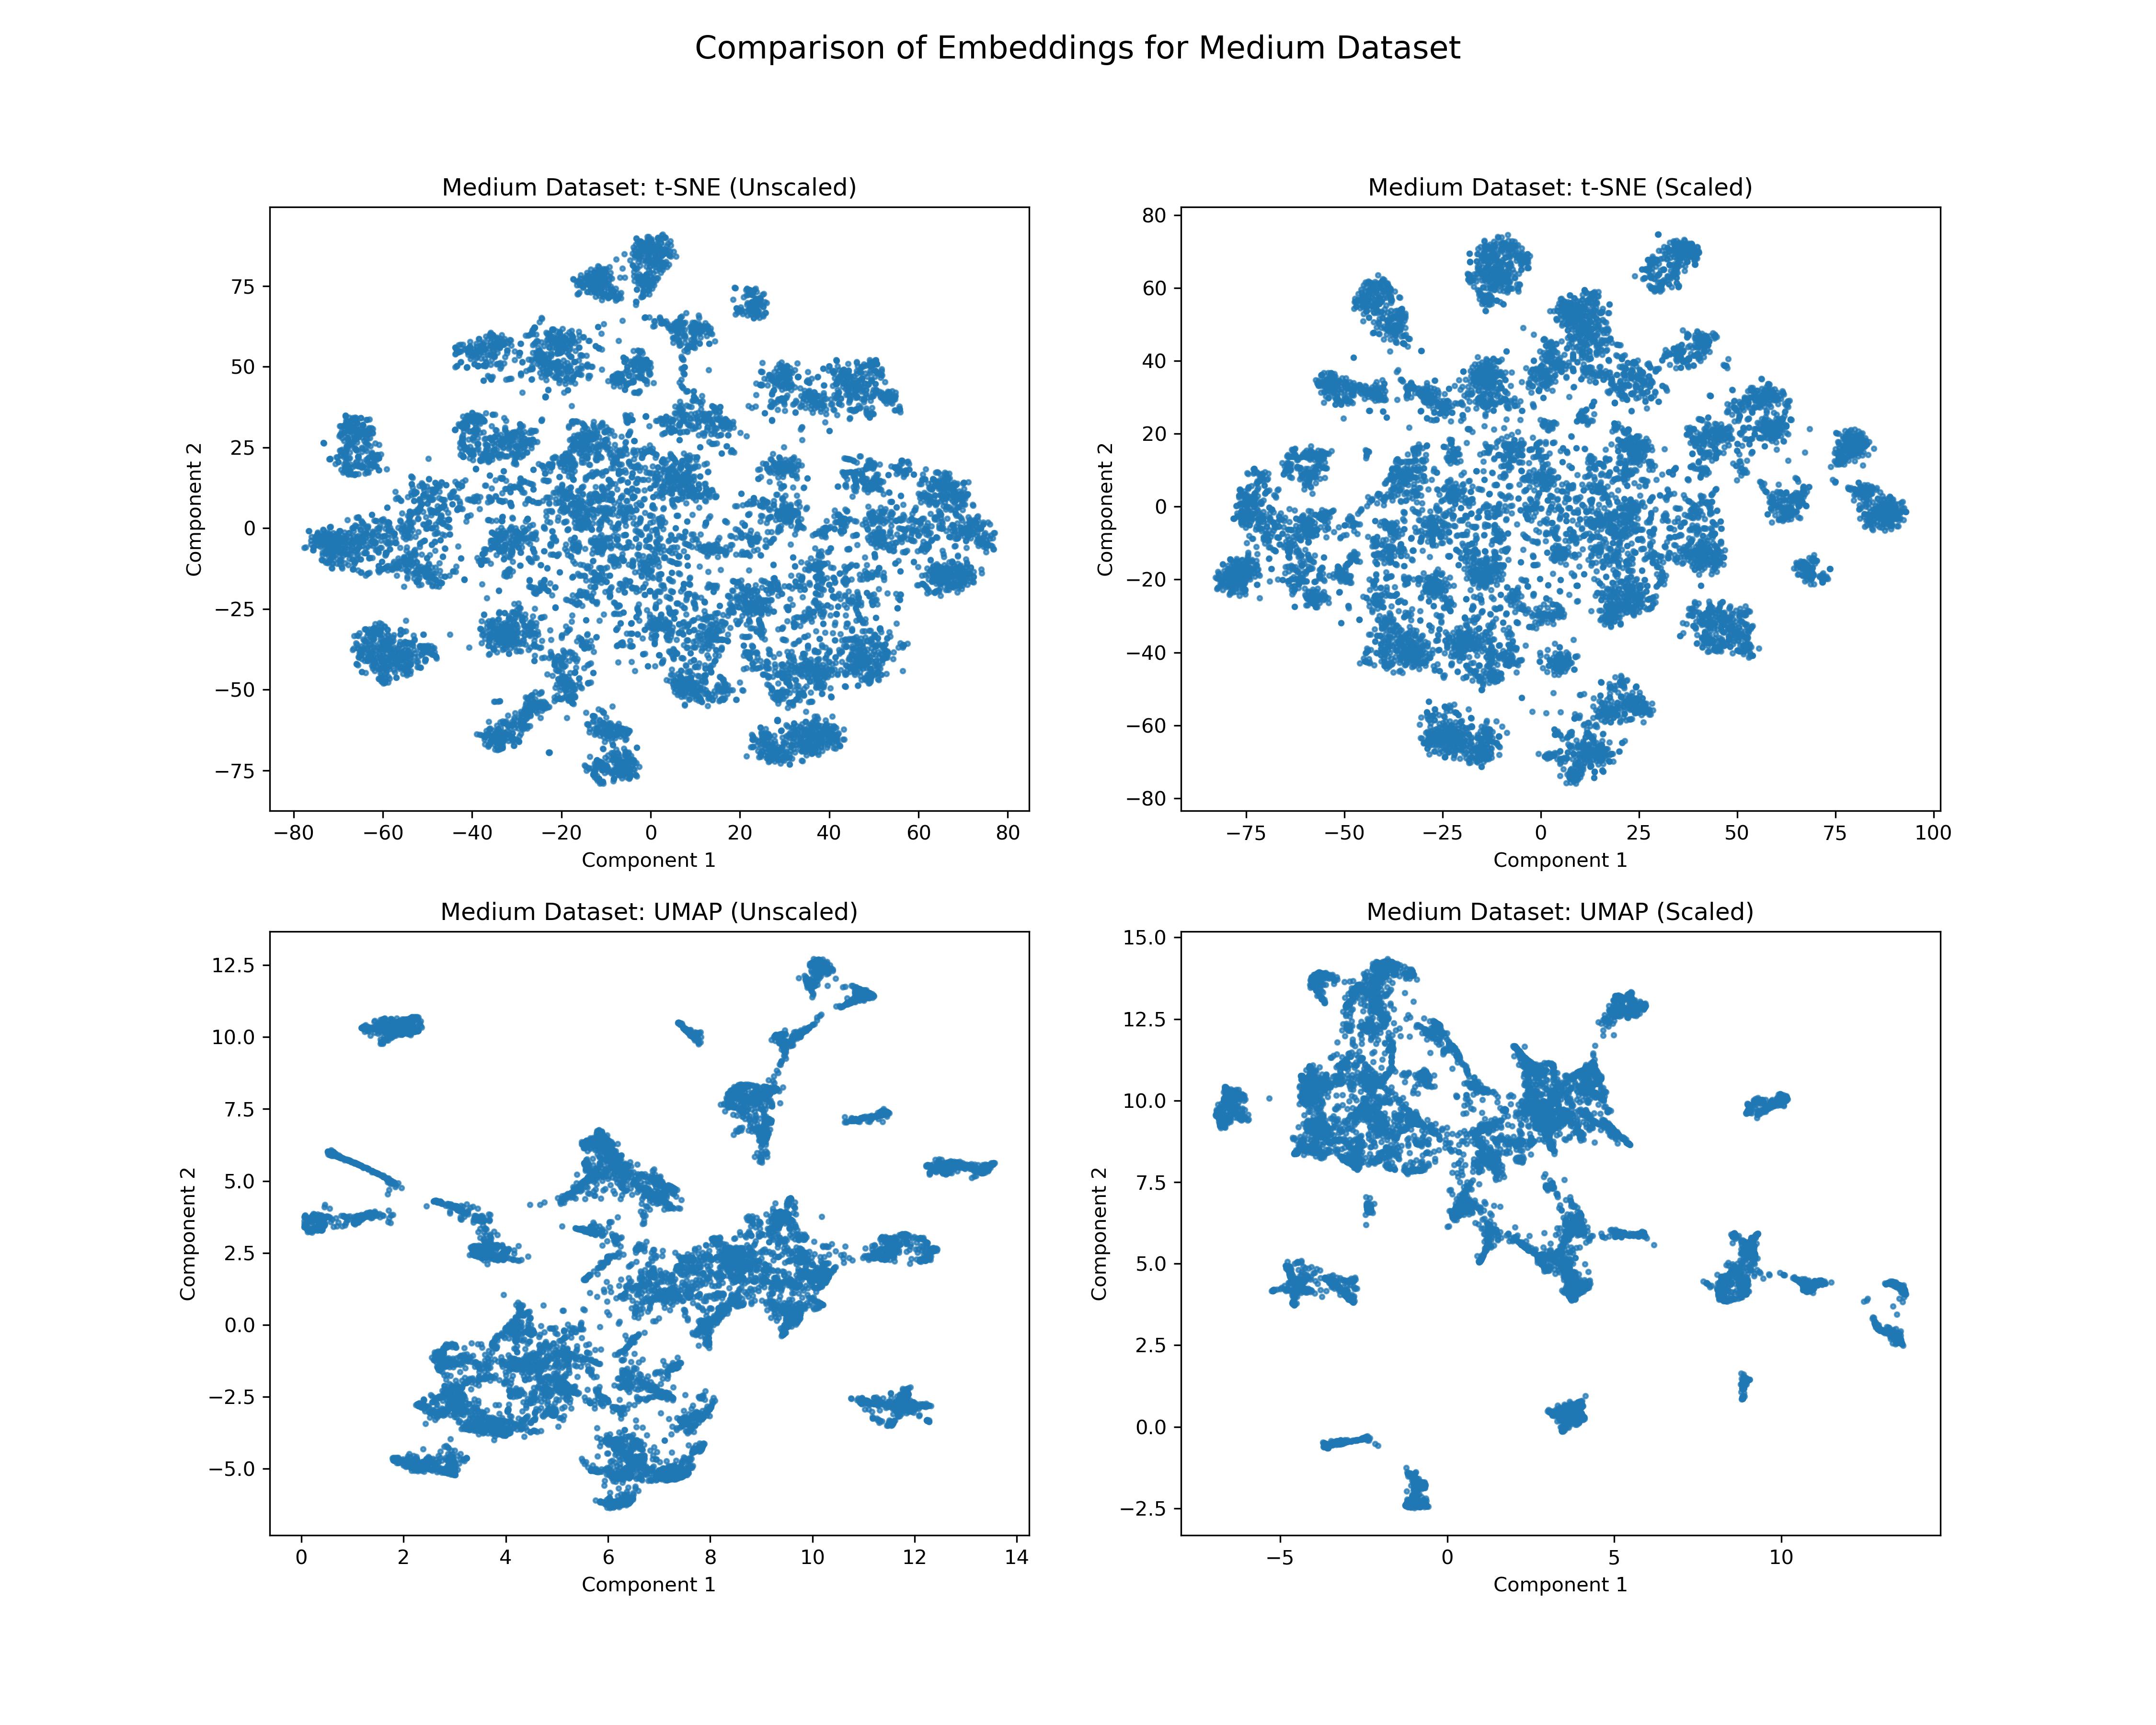 Comparison of Embeddings for Medium Dataset
Medium Dataset: t-SNE (Unscaled)
Component 2
75
50
25
0
−25
−50
−75
−80 −60 −40 −20 0 20 40 60 80
Component 1
Medium Dataset: t-SNE (Scaled)
Component 2
80
60
40
20
0
−20
−40
−60
−80
−75 −50 −25 0 25 50 75 100
Component 1
Medium Dataset: UMAP (Unscaled)
Component 2
12.5
10.0
7.5
5.0
2.5
0.0
−2.5
−5.0
0 2 4 6 8 10 12 14
Component 1
Medium Dataset: UMAP (Scaled)
Component 2
15.0
12.5
10.0
7.5
5.0
2.5
0.0
−2.5
−5 0 5 10
Component 1